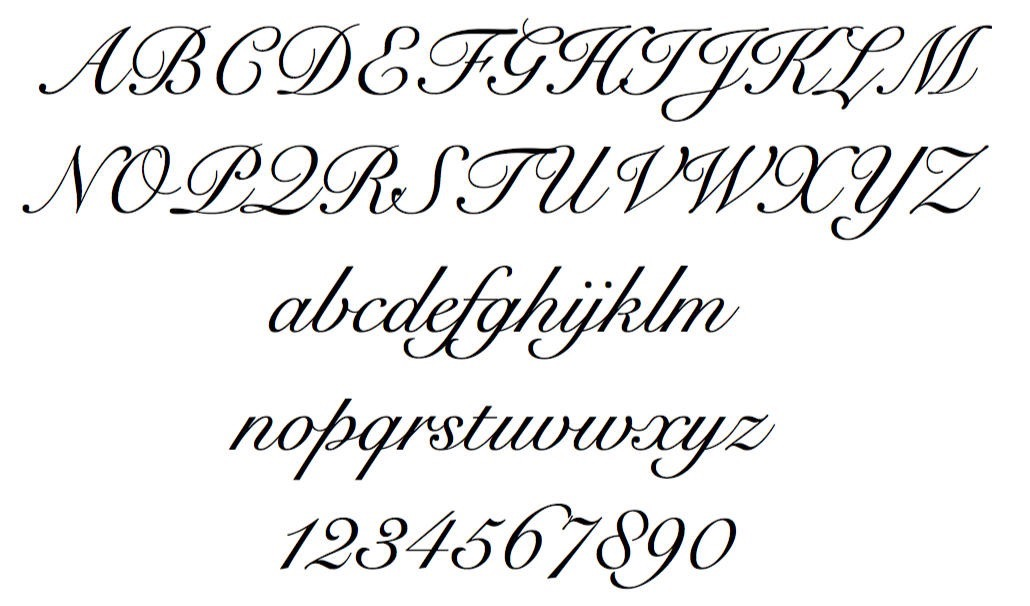 ABCDEFGHIJKLM
NOPQRSTUVWXYZ
abcdefghijklm
nopqrstuvwxyz
1234567890